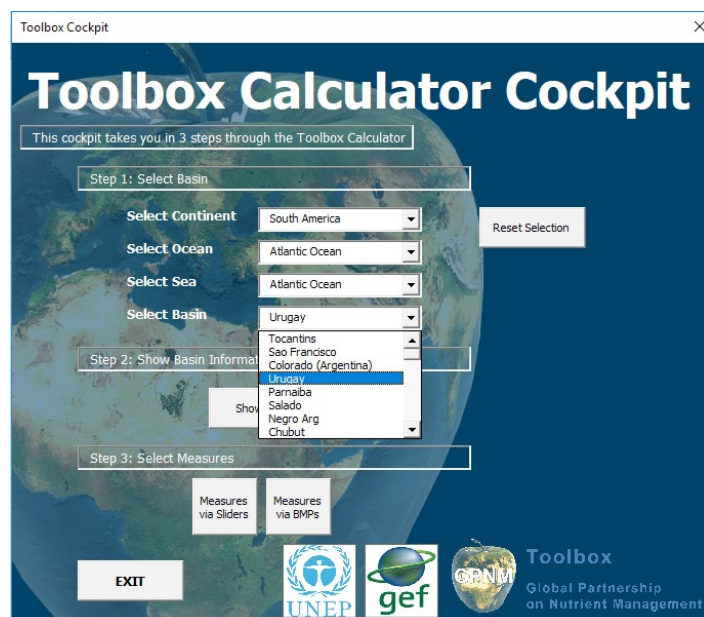 Toolbox Cockpit
Toolbox Calculator Cockpit
This cockpit takes you in 3 steps through the Toolbox Calculator
Step 1: Select Basin
Select Continent
South America
Reset Selection
Select Ocean
Atlantic Ocean
Select Sea
Atlantic Ocean
Select Basin
Urugay
Tocantins
Sao Francisco
Colorado (Argentina)
Urugay
Parnaiba
Salado
Negro Arg
Chubut
Step 2: Show Basin Informat
Show
Step 3: Select Measures
Measures
via Sliders
Measures
via BMPs
EXIT
UNEP
gef
GPNM
Toolbox
Global Partnership
on Nutrient Management